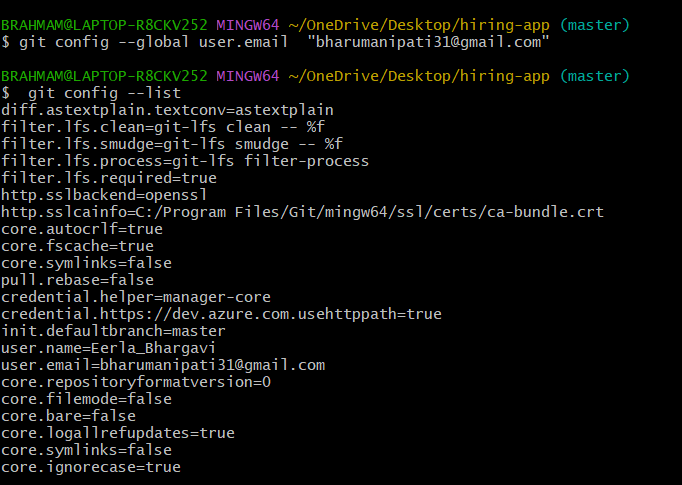 BRAHMAM@LAPTOP-R8CKV252 MINGW64 ~/OneDrive/Desktop/hiring-app (master)
$ git config --global user.email  "bharumanipati31@gmail.com"
BRAHMAM@LAPTOP-R8CKV252 MINGW64 ~/OneDrive/Desktop/hiring-app (master)
$  git config --list
diff.astextplain.textconv=astextplain
filter.lfs.clean=git-lfs clean -- %f
filter.lfs.smudge=git-lfs smudge -- %f
filter.lfs.process=git-lfs filter-process
filter.lfs.required=true
http.sslbackend=openssl
http.sslcainfo=C:/Program Files/Git/mingw64/ssl/certs/ca-bundle.crt
core.autocrlf=true
core.fscache=true
core.symlinks=false
pull.rebase=false
credential.helper=manager-core
credential.https://dev.azure.com.usehttppath=true
init.defaultbranch=master
user.name=Eerla_Bhargavi
user.email=bharumanipati31@gmail.com
core.repositoryformatversion=0
core.filemode=false
core.bare=false
core.logallrefupdates=true
core.symlinks=false
core.ignorecase=true